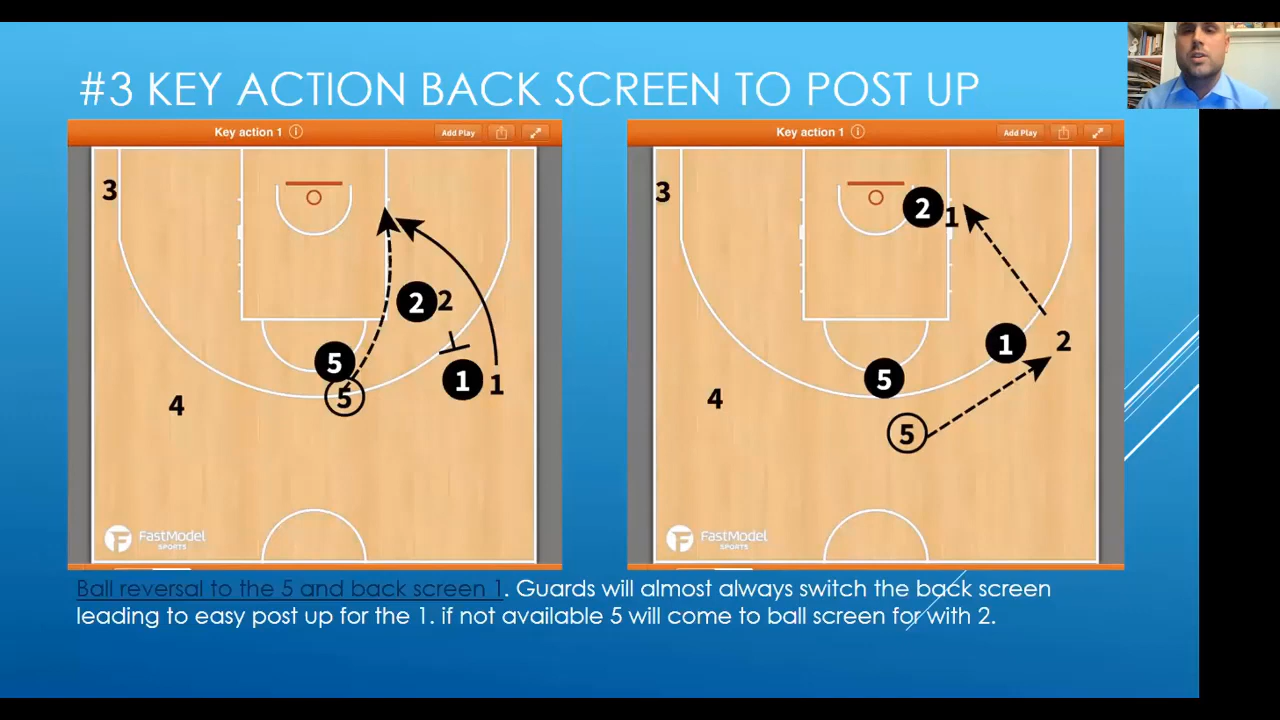 #3 KEY ACTION BACK SCREEN TO POST UP
Key action 1 i Add Play
3
2 2
5
1 1
5
4
FastModel
SPORTS
Key action 1 i Add Play
3
2 1
1 2
5
4
5
FastModel
SPORTS
Ball reversal to the 5 and back screen 1. Guards will almost always switch the back screen
leading to easy post up for the 1. if not available 5 will come to ball screen for with 2.